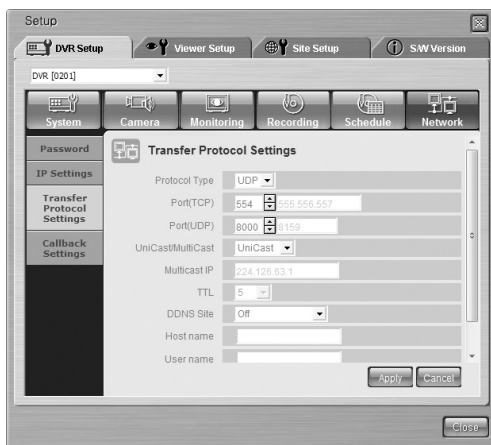 Setup
DVR Setup
Viewer Setup
Site Setup
S/W Version
DVR [0201]
System
Camera
Monitoring
Recording
Schedule
Network
Password
IP Settings
Transfer
Protocol
Settings
Callback
Settings
Transfer Protocol Settings
Protocol Type UDP
Port(TCP) 554 555.556.557
Port(UDP) 8000 8159
UniCast/MultiCast UniCast
Multicast IP 224.126.63.1
TTL 5
DDNS Site Off
Host name
User name
Apply
Cancel
Close